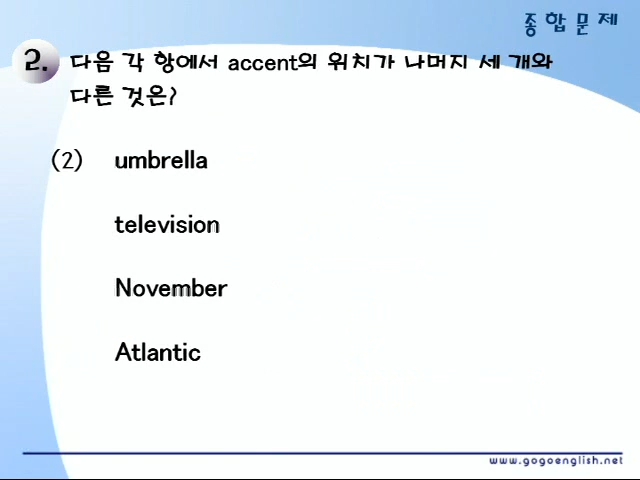 종합문제
2. 다음 각 항에서 accent의 위치가 나머지 세 개와
다른 것은?
(2) umbrella
television
November
Atlantic
www.gogoenglish.net